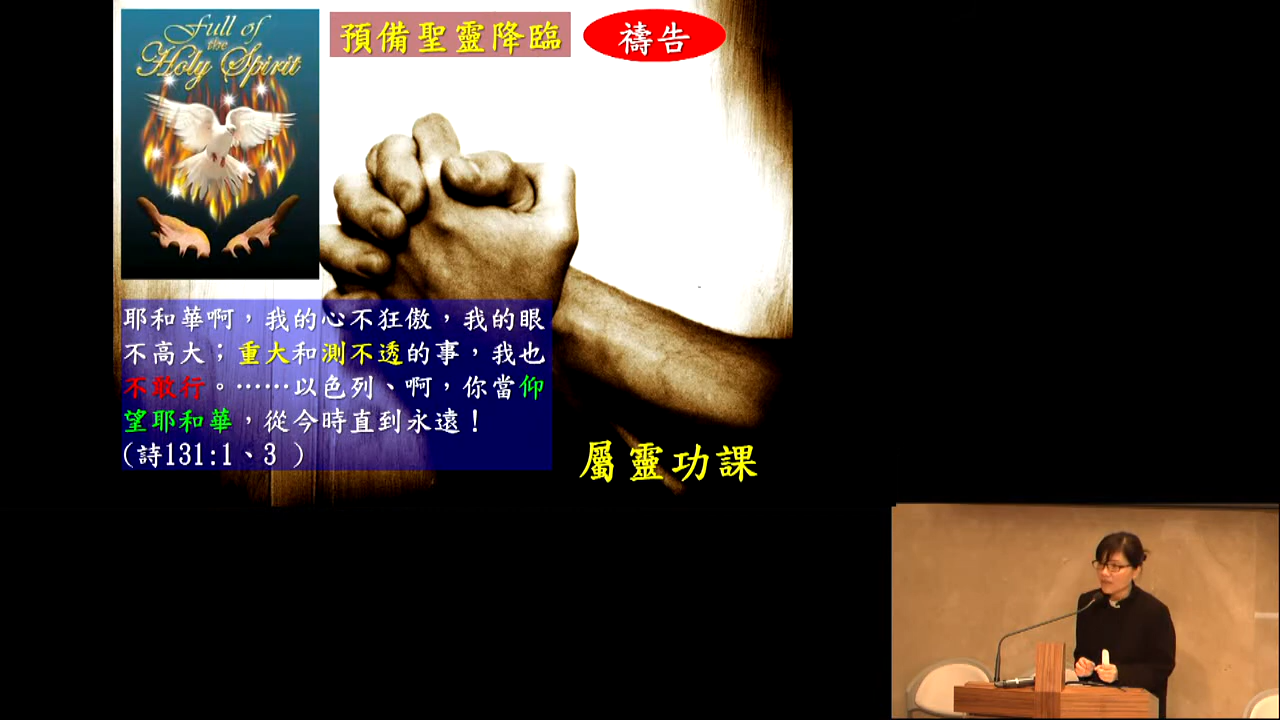 Full of
the
Holy Spirit
預備聖靈降臨
禱告
耶和華啊，我的心不狂傲，我的眼
不高大；重大和測不透的事，我也
不敢行。……以色列、啊，你當仰
望耶和華，從今時直到永遠！
(詩131:1、3 )
屬靈功課